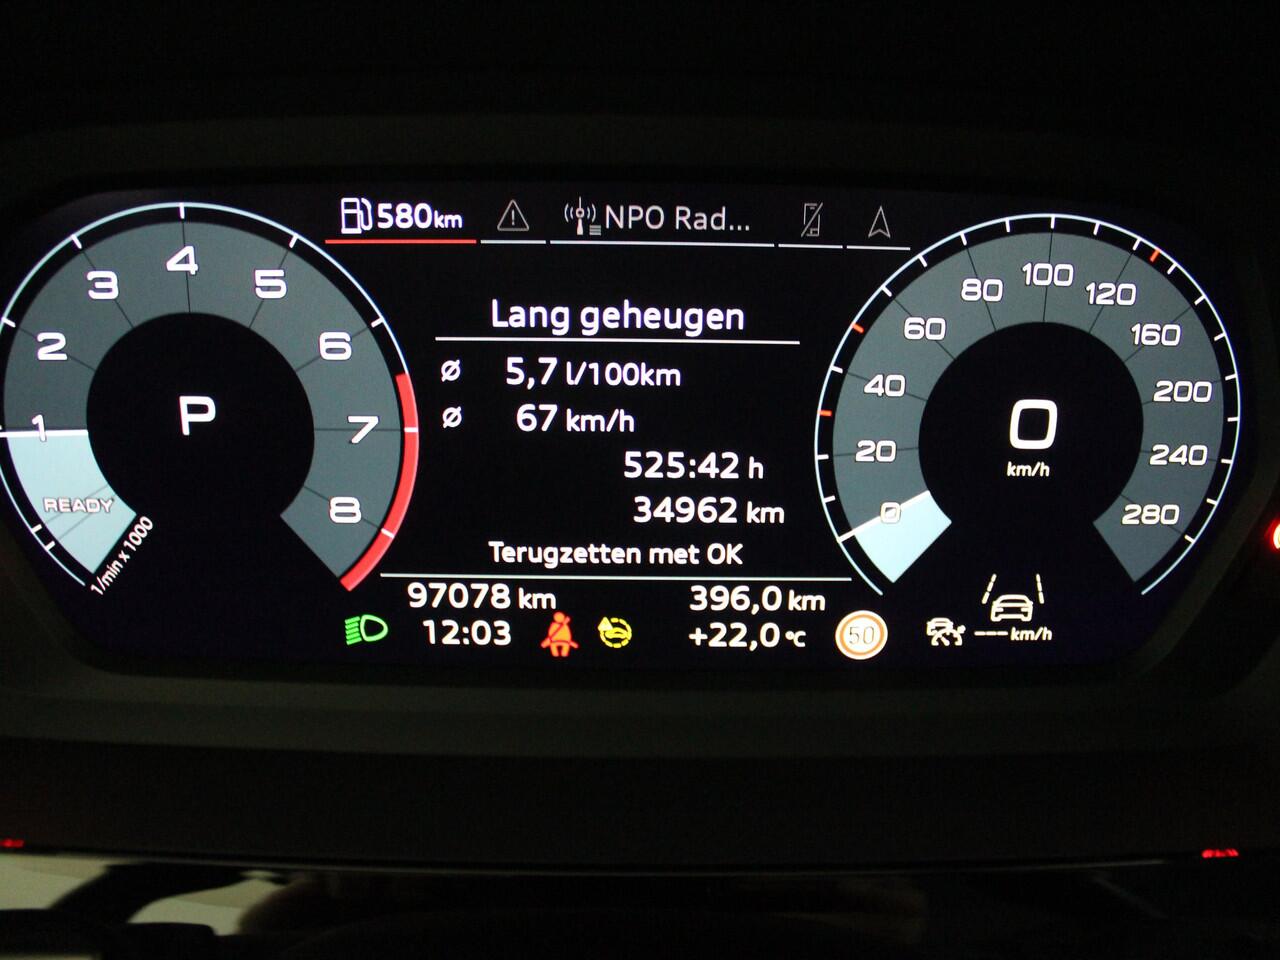 580 km
NPO Rad...
Lang geheugen
ø 5,7 l/100km
ø 67 km/h
525:42 h
34962 km
Terugzetten met OK
97078 km
396,0 km
12:03
+22,0 °C
50
--- km/h
1
2
3
4
5
6
7
8
P
READY
1/min x 1000
0
20
40
60
80
100
120
160
200
240
280
0
km/h